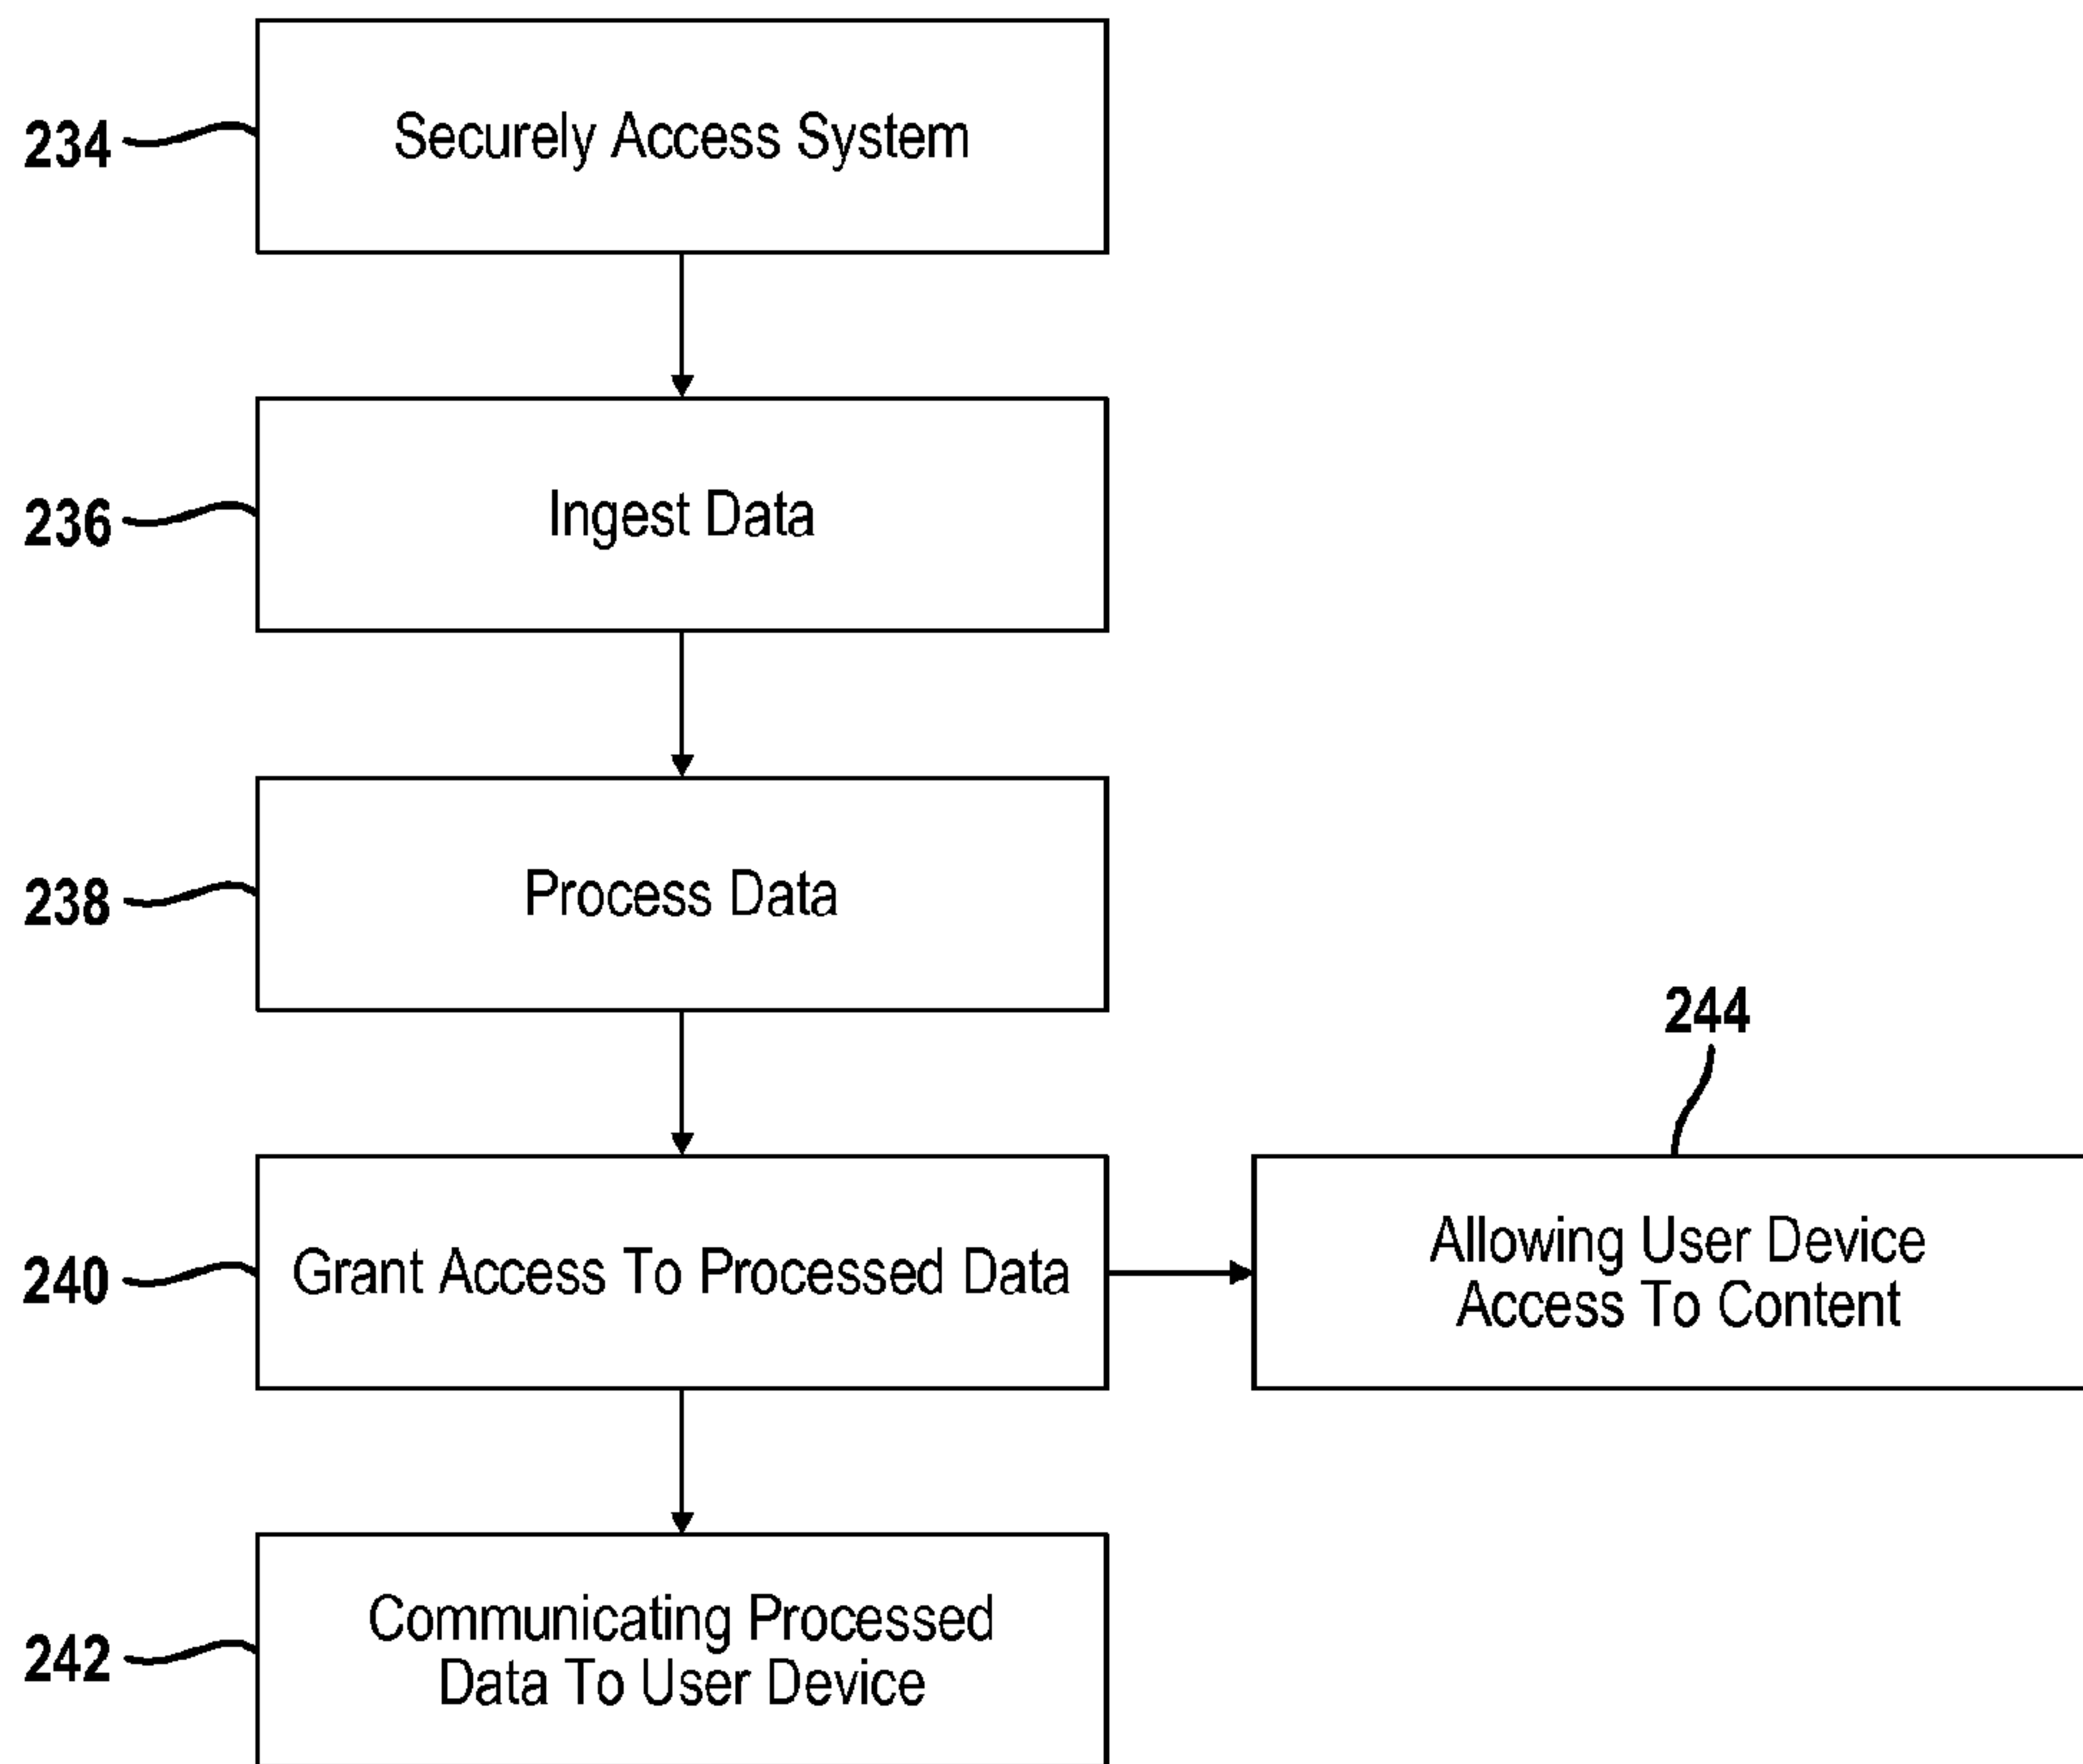 234
Securely Access System
236
Ingest Data
238
Process Data
244
240
Grant Access To Processed Data
Allowing User Device
Access To Content
242
Communicating Processed
Data To User Device